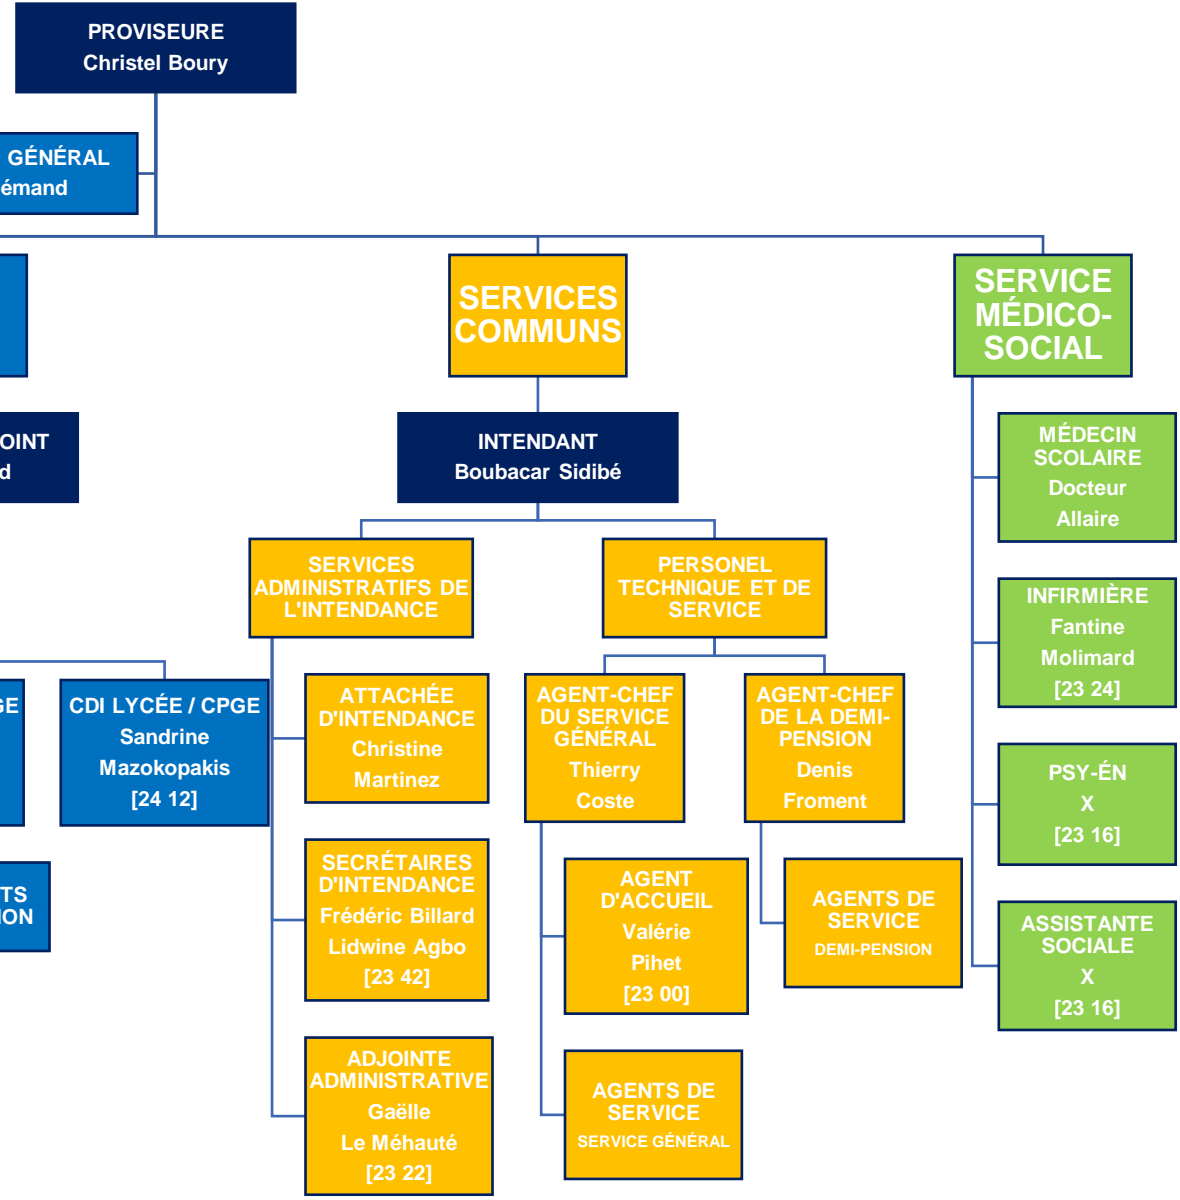 PROVISEURE
Christel Boury
GÉNÉRAL
émand
SERVICES
COMMUNS
SERVICE
MÉDICO-
SOCIAL
OINT
d
INTENDANT
Boubacar Sidibé
MÉDECIN
SCOLAIRE
Docteur
Allaire
SERVICES
ADMINISTRATIFS DE
L'INTENDANCE
PERSONEL
TECHNIQUE ET DE
SERVICE
INFIRMIÈRE
Fantine
Molimard
[23 24]
GE
CDI LYCÉE / CPGE
Sandrine
Mazokopakis
[24 12]
ATTACHÉE
D'INTENDANCE
Christine
Martinez
AGENT-CHEF
DU SERVICE
GÉNÉRAL
Thierry
Coste
AGENT-CHEF
DE LA DEMI-
PENSION
Denis
Froment
PSY-ÉN
X
[23 16]
TS
ION
SECRÉTAIRES
D'INTENDANCE
Frédéric Billard
Lidwine Agbo
[23 42]
AGENT
D'ACCUEIL
Valérie
Pihet
[23 00]
AGENTS DE
SERVICE
DEMI-PENSION
ASSISTANTE
SOCIALE
X
[23 16]
ADJOINTE
ADMINISTRATIVE
Gaëlle
Le Méhauté
[23 22]
AGENTS DE
SERVICE
SERVICE GÉNÉRAL